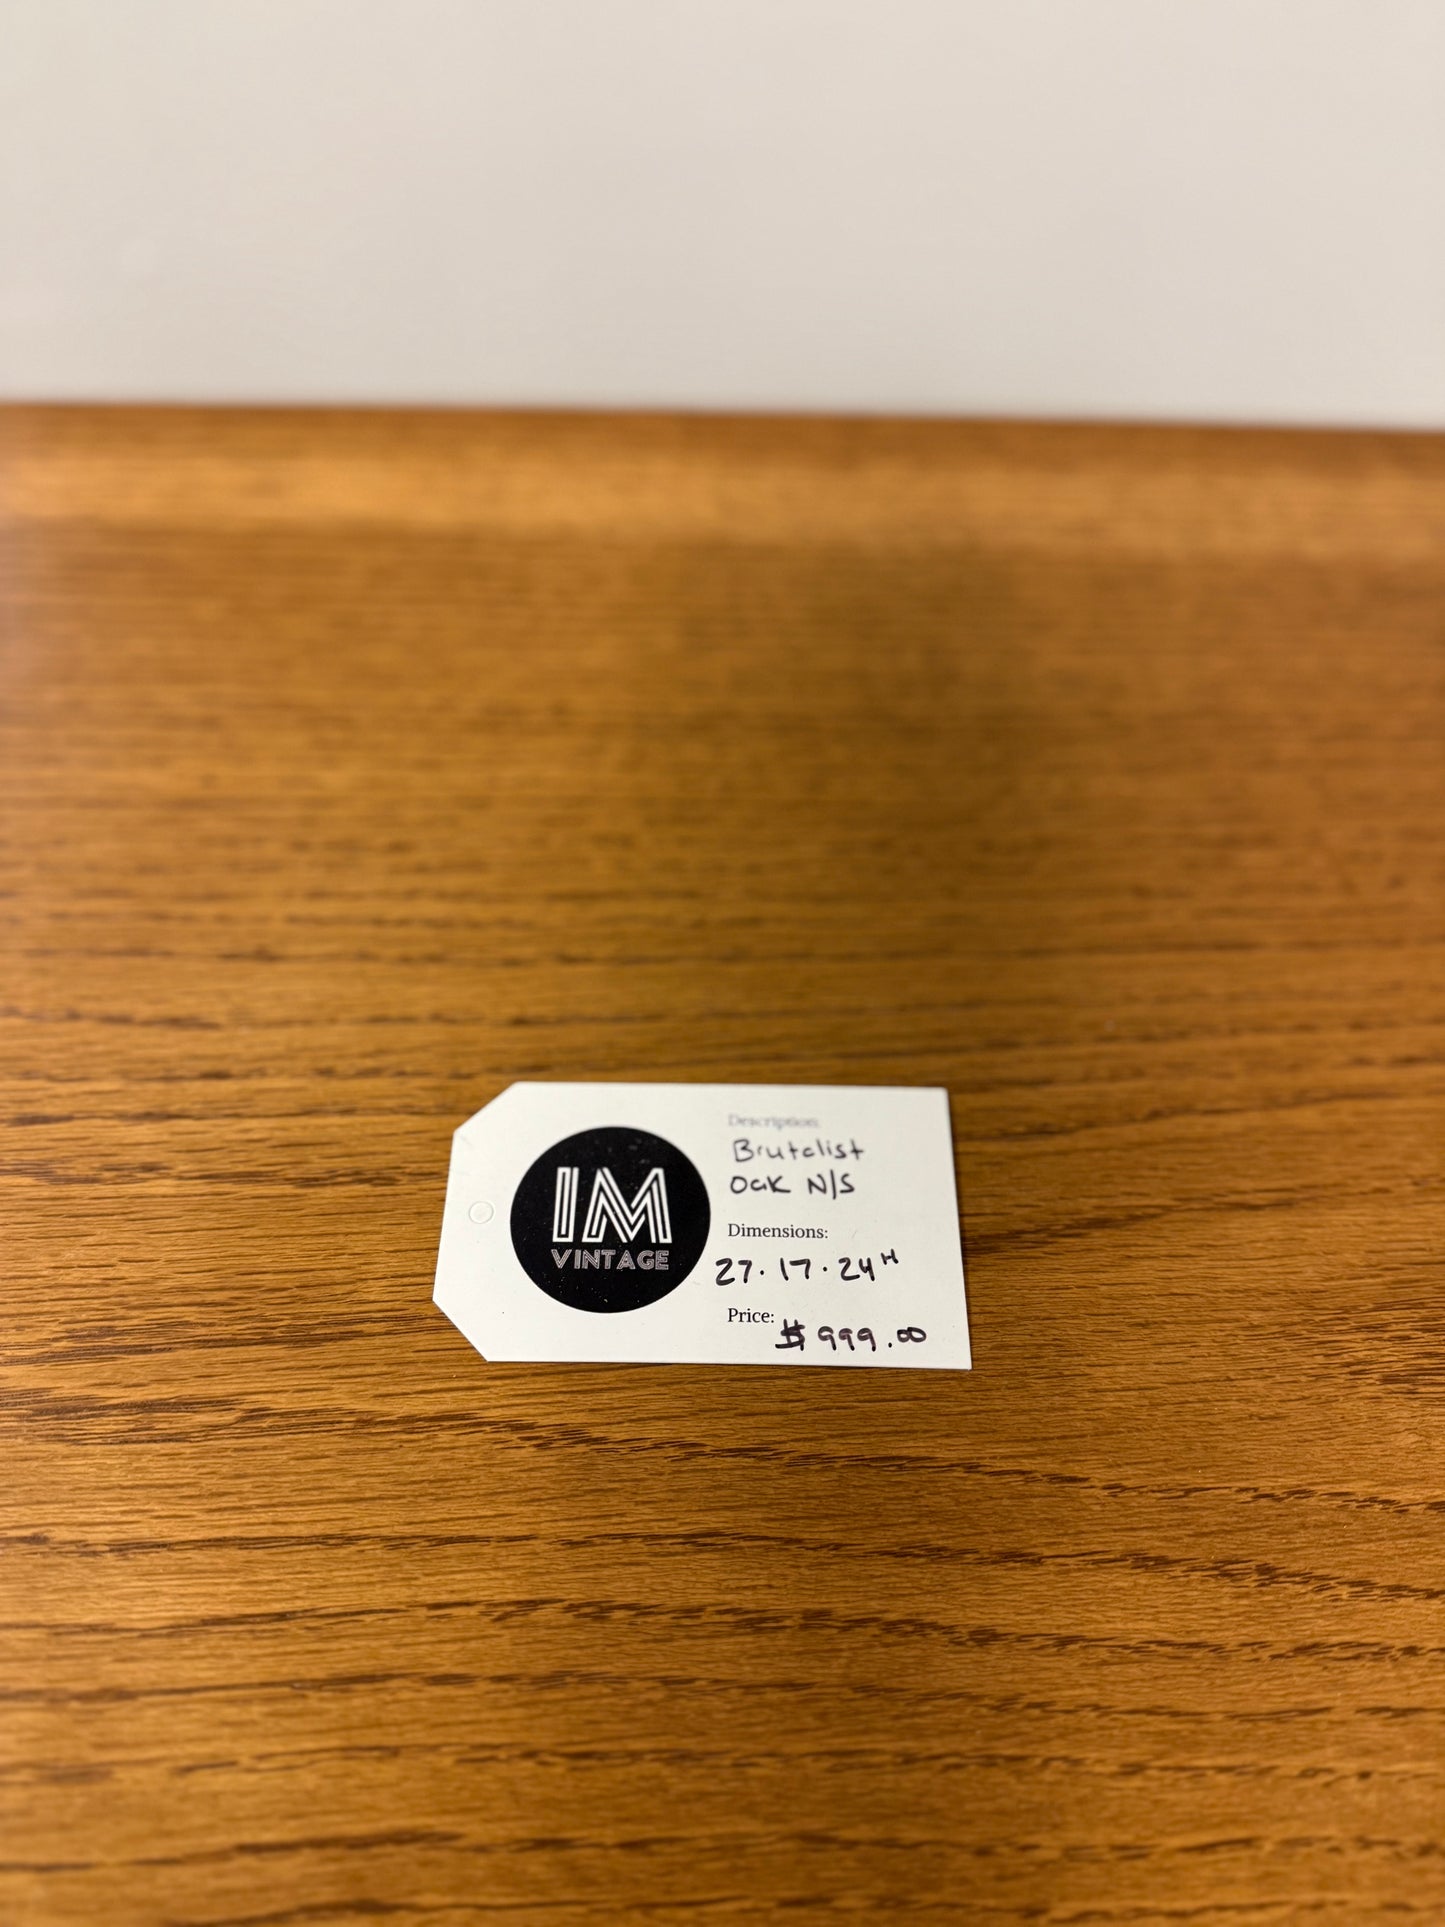 IM
VINTAGE
Description:
Brutalist
Oak N/S
Dimensions:
27·17·24H
Price:
$999.00